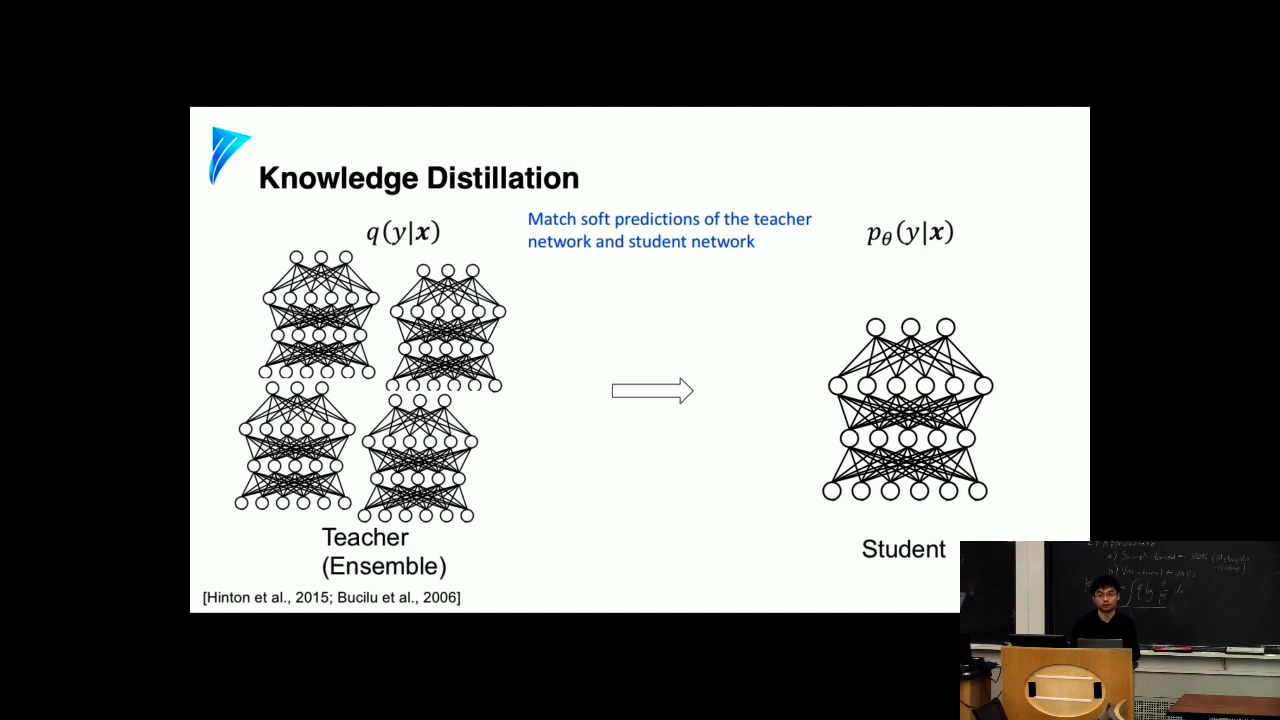 Knowledge Distillation
q(y|x)
Match soft predictions of the teacher
network and student network
pθ(y|x)
Teacher
(Ensemble)
Student
[Hinton et al., 2015; Bucilu et al., 2006]